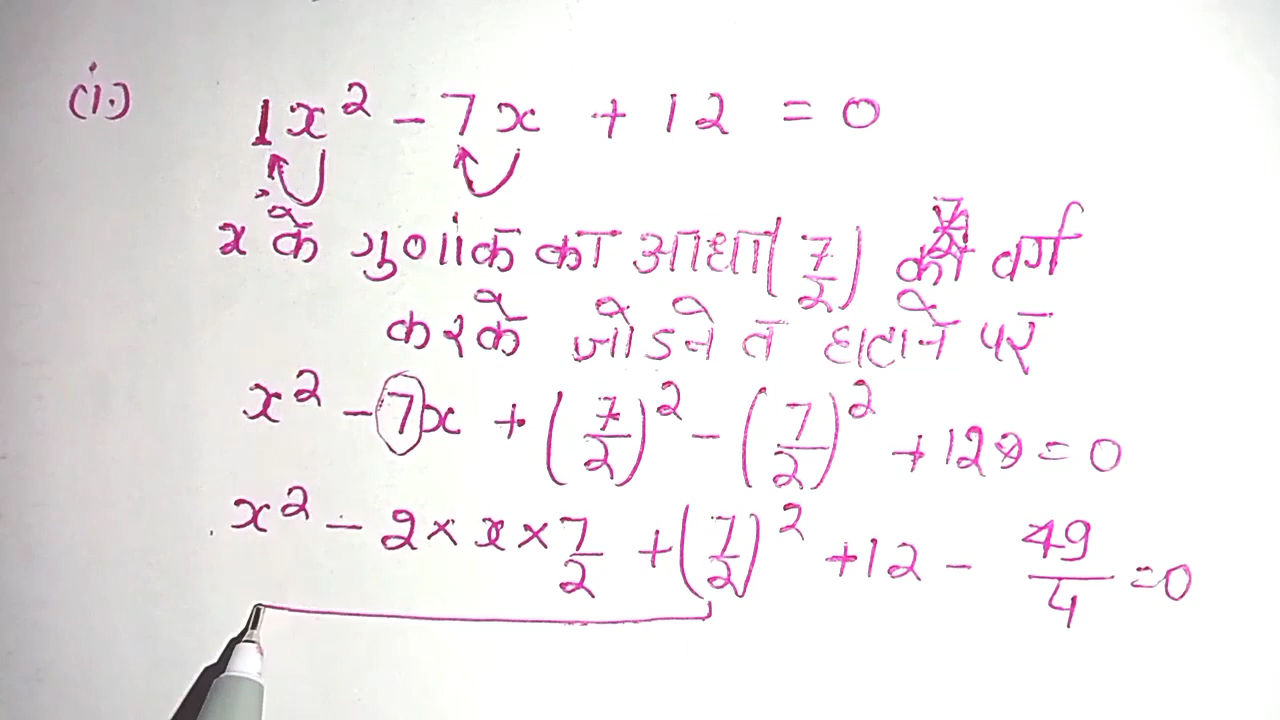 (i.) 1x² - 7x + 12 = 0
x के गुणांक का आधा (7/2) का वर्ग
करके जोडने व घटाने पर
x² - 7x + (7/2)² - (7/2)² + 12 = 0
x² - 2 × x × 7/2 + (7/2)² + 12 - 49/4 = 0